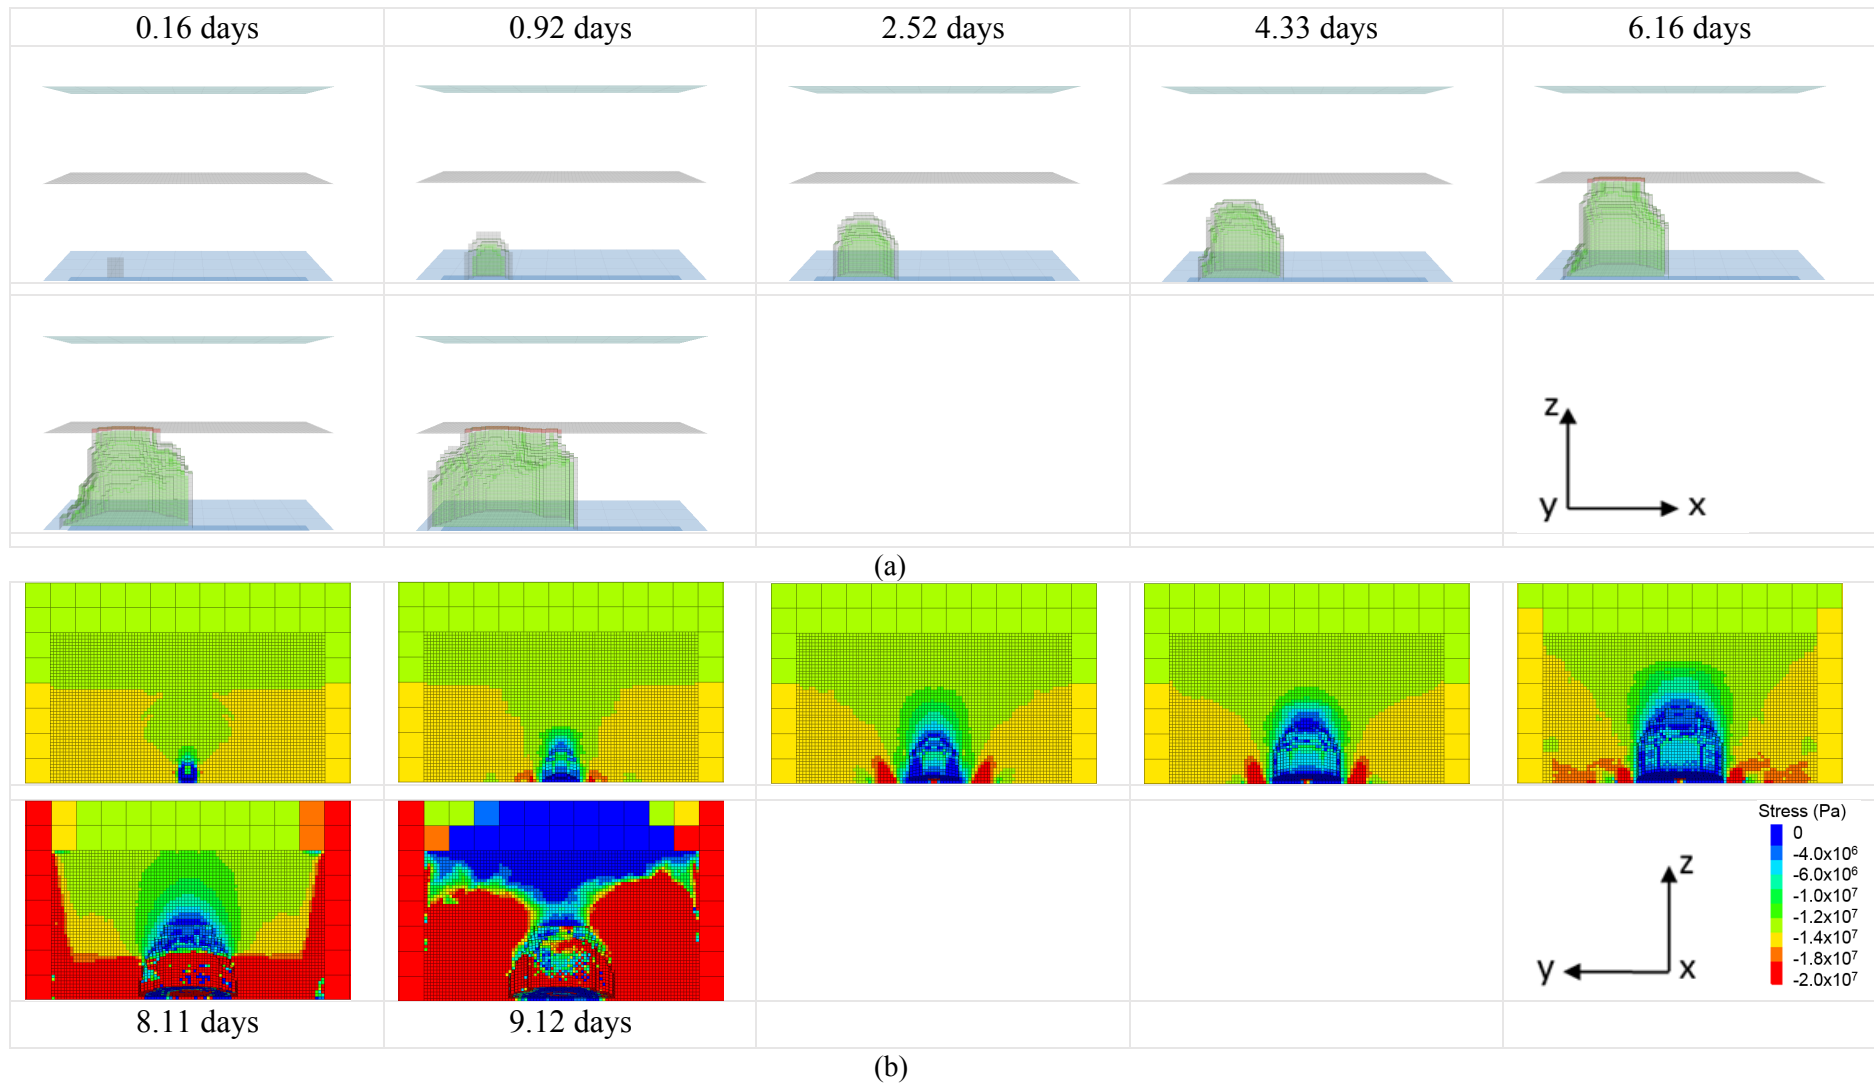 0.16 days 0.92 days 2.52 days 4.33 days 6.16 days
z
y x
(a)
Stress (Pa)
0
-4.0x10⁶
-6.0x10⁶
-1.0x10⁷
-1.2x10⁷
-1.4x10⁷
-1.8x10⁷
-2.0x10⁷
z
y x
8.11 days 9.12 days
(b)